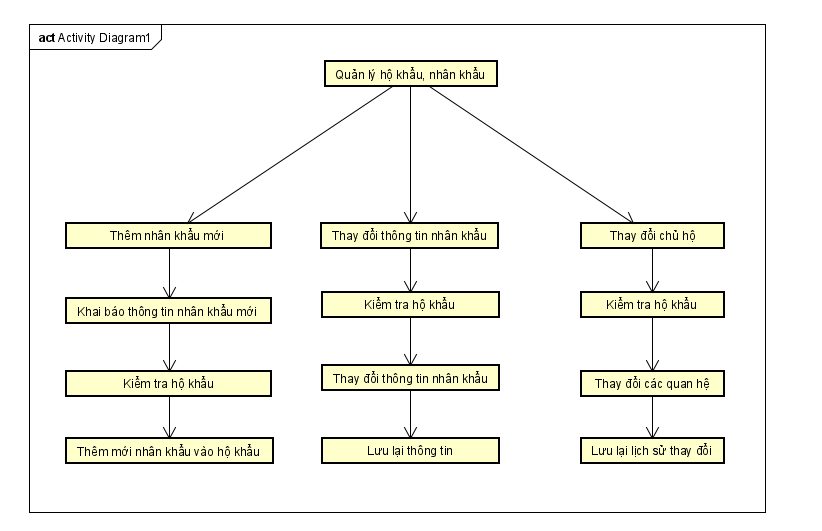 act Activity Diagram1
Quản lý hộ khẩu, nhân khẩu
Thêm nhân khẩu mới
Thay đổi thông tin nhân khẩu
Thay đổi chủ hộ
Khai báo thông tin nhân khẩu mới
Kiểm tra hộ khẩu
Kiểm tra hộ khẩu
Kiểm tra hộ khẩu
Thay đổi thông tin nhân khẩu
Thay đổi các quan hệ
Thêm mới nhân khẩu vào hộ khẩu
Lưu lại thông tin
Lưu lại lịch sử thay đổi